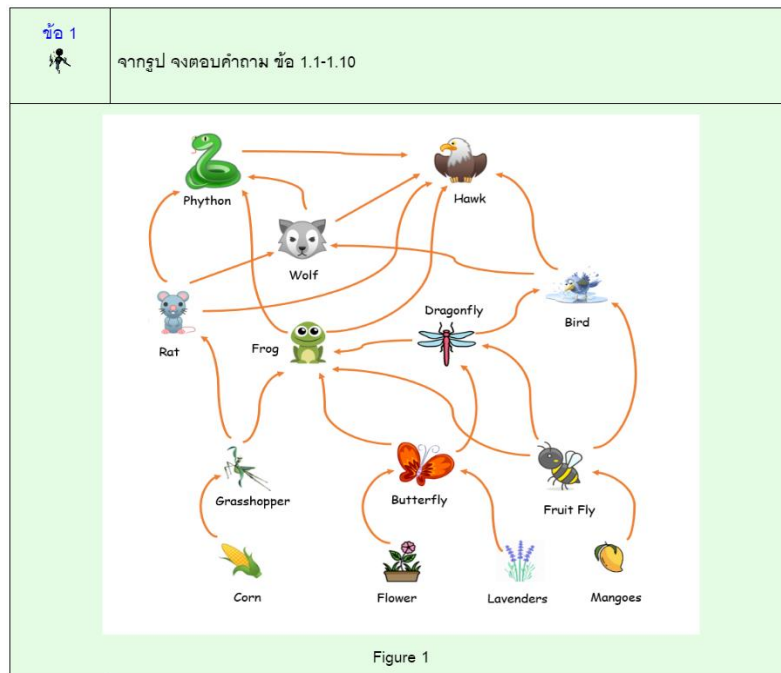 ข้อ 1
จากรูป จงตอบคำถาม ข้อ 1.1-1.10
Phython
Hawk
Wolf
Dragonfly
Bird
Rat
Frog
Grasshopper
Butterfly
Fruit Fly
Corn
Flower
Lavenders
Mangoes
Figure 1